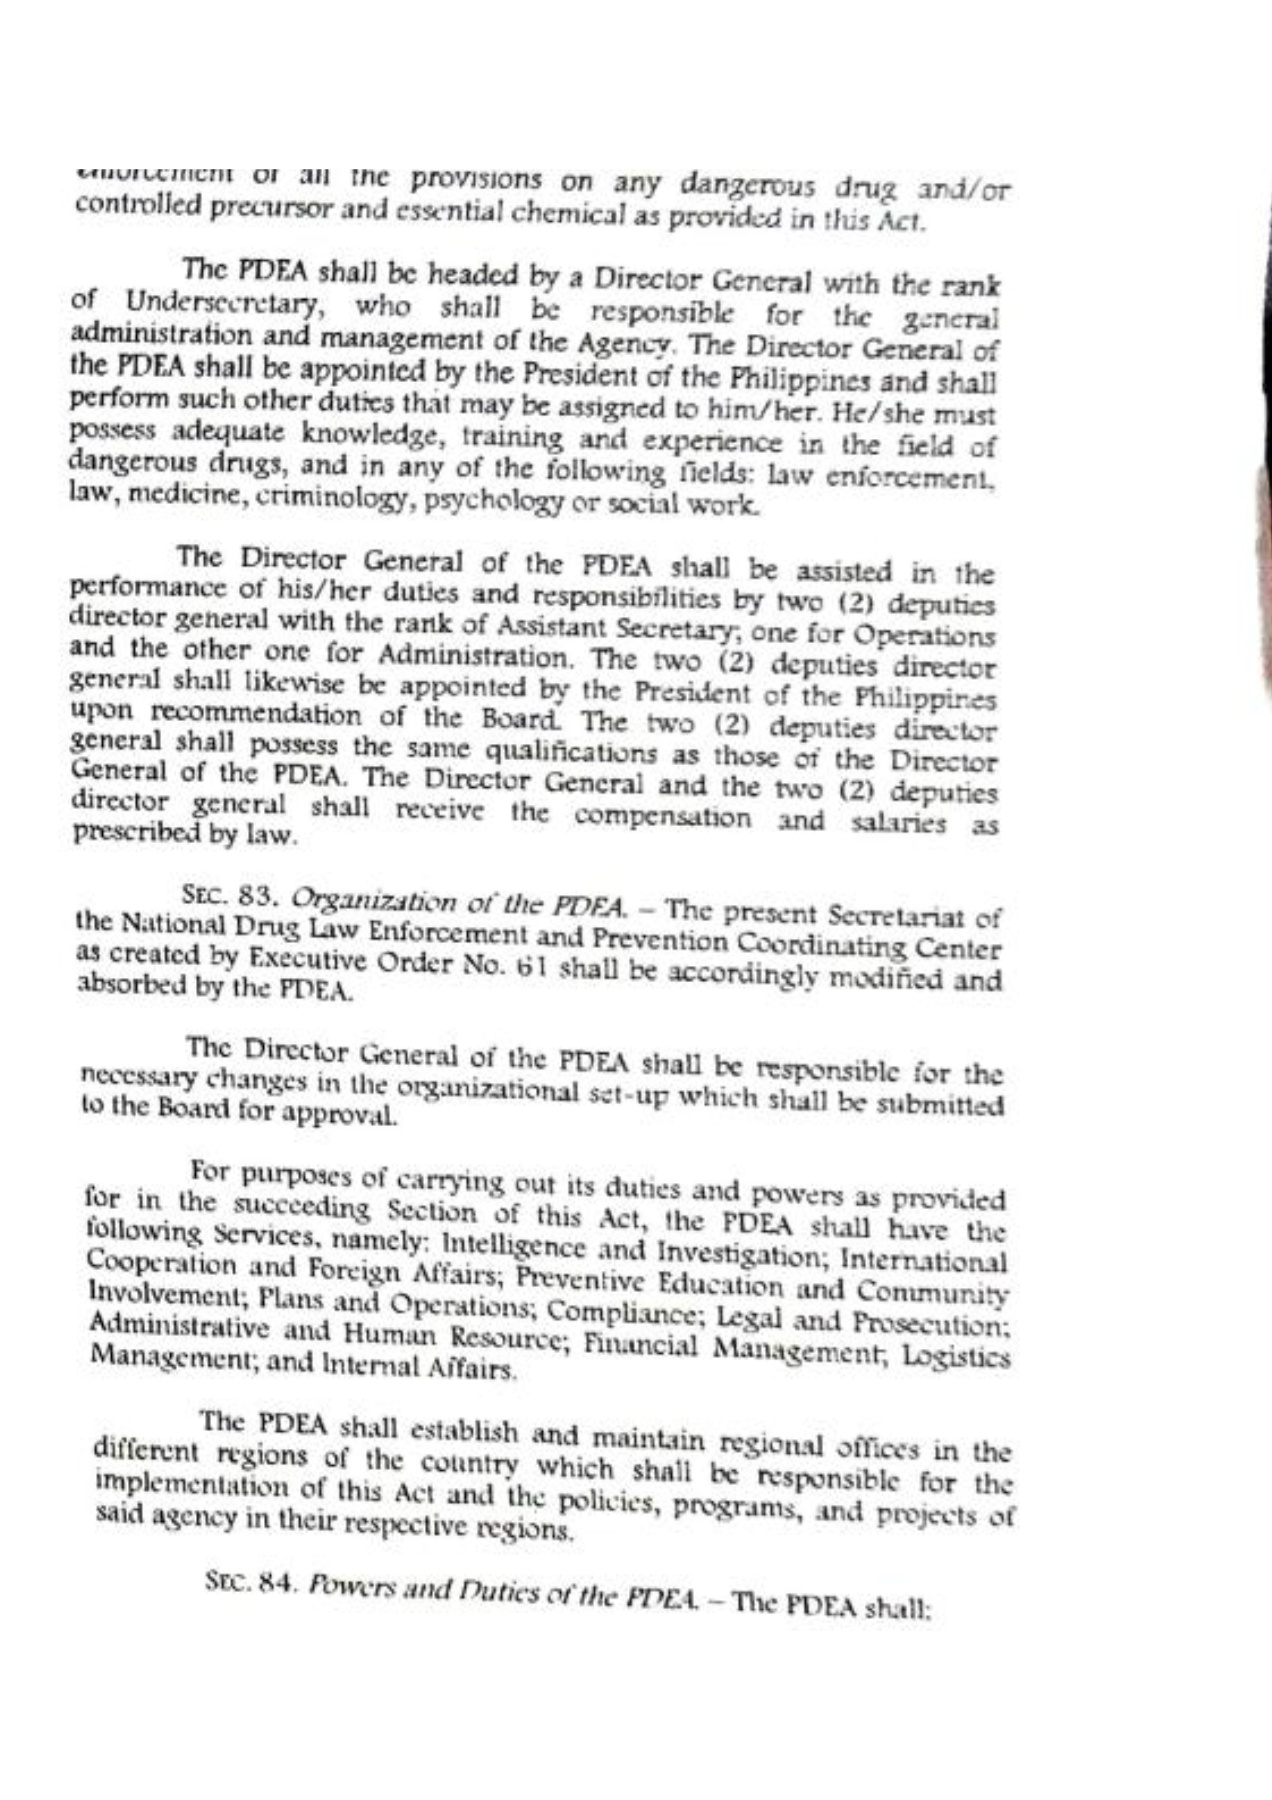 enforcement of all the provisions on any dangerous drug and/or
controlled precursor and essential chemical as provided in this Act.
The PDEA shall be headed by a Director General with the rank
of Undersecretary, who shall be responsible for the general
administration and management of the Agency. The Director General of
the PDEA shall be appointed by the President of the Philippines and shall
perform such other duties that may be assigned to him/her. He/she must
possess adequate knowledge, training and experience in the field of
dangerous drugs, and in any of the following fields: law enforcement,
law, medicine, criminology, psychology or social work.
The Director General of the PDEA shall be assisted in the
performance of his/her duties and responsibilities by two (2) deputies
director general with the rank of Assistant Secretary; one for Operations
and the other one for Administration. The two (2) deputies director
general shall likewise be appointed by the President of the Philippines
upon recommendation of the Board. The two (2) deputies director
general shall possess the same qualifications as those of the Director
General of the PDEA. The Director General and the two (2) deputies
director general shall receive the compensation and salaries as
prescribed by law.
SEC. 83. Organization of the PDEA. – The present Secretariat of
the National Drug Law Enforcement and Prevention Coordinating Center
as created by Executive Order No. 61 shall be accordingly modified and
absorbed by the PDEA.
The Director General of the PDEA shall be responsible for the
necessary changes in the organizational set-up which shall be submitted
to the Board for approval.
For purposes of carrying out its duties and powers as provided
for in the succeeding Section of this Act, the PDEA shall have the
following Services, namely: Intelligence and Investigation; International
Cooperation and Foreign Affairs; Preventive Education and Community
Involvement; Plans and Operations; Compliance; Legal and Prosecution;
Administrative and Human Resource; Financial Management; Logistics
Management; and Internal Affairs.
The PDEA shall establish and maintain regional offices in the
different regions of the country which shall be responsible for the
implementation of this Act and the policies, programs, and projects of
said agency in their respective regions.
SEC. 84. Powers and Duties of the PDEA. – The PDEA shall: